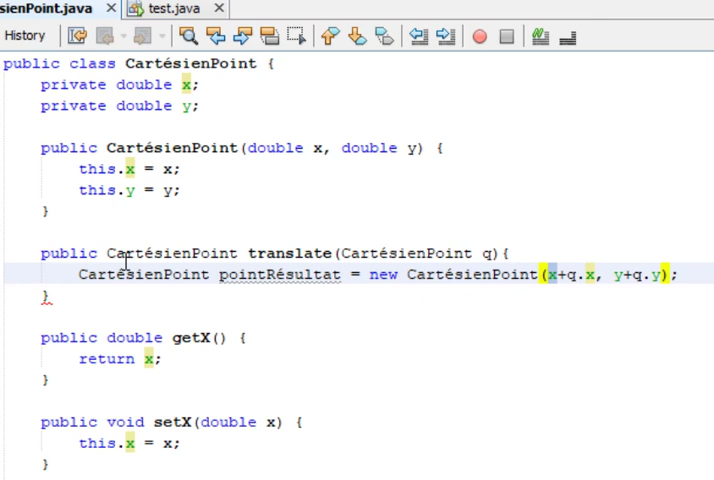 sienPoint.java
test.java
History
public class CartésienPoint {
private double x;
private double y;
public CartésienPoint(double x, double y) {
this.x = x;
this.y = y;
}
public CartésienPoint translate(CartésienPoint q){
CartésienPoint pointRésultat = new CartésienPoint(x+q.x, y+q.y);
}
public double getX() {
return x;
}
public void setX(double x) {
this.x = x;
}